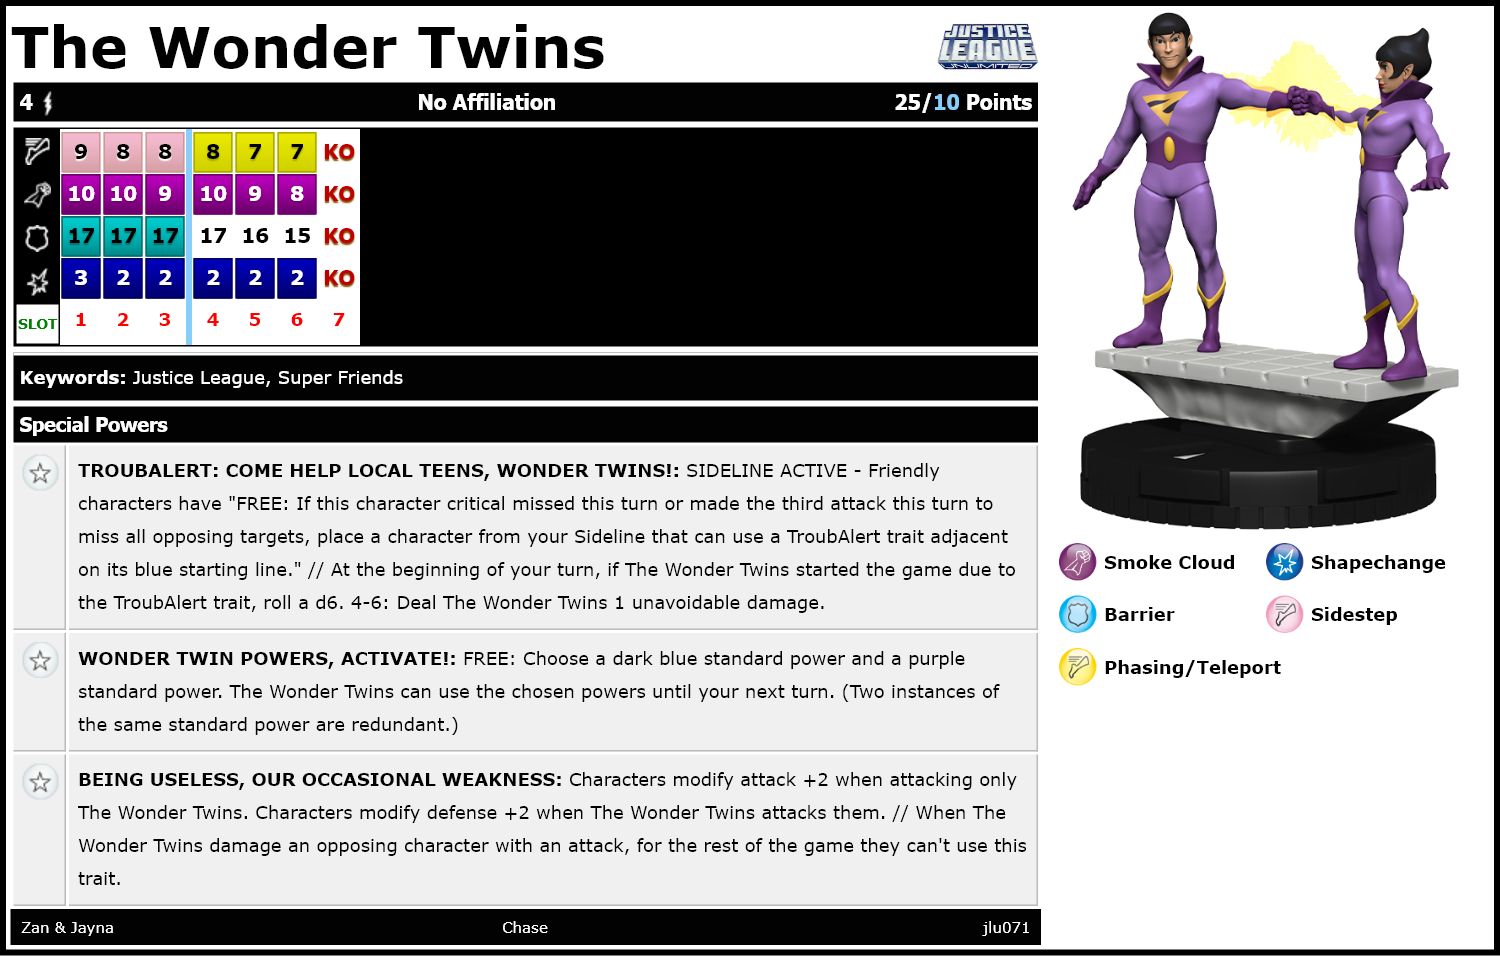 The Wonder Twins
JUSTICE
LEAGUE
UNLIMITED
4 No Affiliation 25/10 Points
9 8 8 8 7 7 KO
10 10 9 10 9 8 KO
17 17 17 17 16 15 KO
3 2 2 2 2 2 KO
SLOT 1 2 3 4 5 6 7
Keywords: Justice League, Super Friends
Special Powers
TROUBALERT: COME HELP LOCAL TEENS, WONDER TWINS!: SIDELINE ACTIVE - Friendly
characters have "FREE: If this character critical missed this turn or made the third attack this turn to
miss all opposing targets, place a character from your Sideline that can use a TroubAlert trait adjacent
on its blue starting line." // At the beginning of your turn, if The Wonder Twins started the game due to
the TroubAlert trait, roll a d6. 4-6: Deal The Wonder Twins 1 unavoidable damage.
WONDER TWIN POWERS, ACTIVATE!: FREE: Choose a dark blue standard power and a purple
standard power. The Wonder Twins can use the chosen powers until your next turn. (Two instances of
the same standard power are redundant.)
BEING USELESS, OUR OCCASIONAL WEAKNESS: Characters modify attack +2 when attacking only
The Wonder Twins. Characters modify defense +2 when The Wonder Twins attacks them. // When The
Wonder Twins damage an opposing character with an attack, for the rest of the game they can't use this
trait.
Zan & Jayna Chase jlu071
Smoke Cloud Shapechange
Barrier Sidestep
Phasing/Teleport